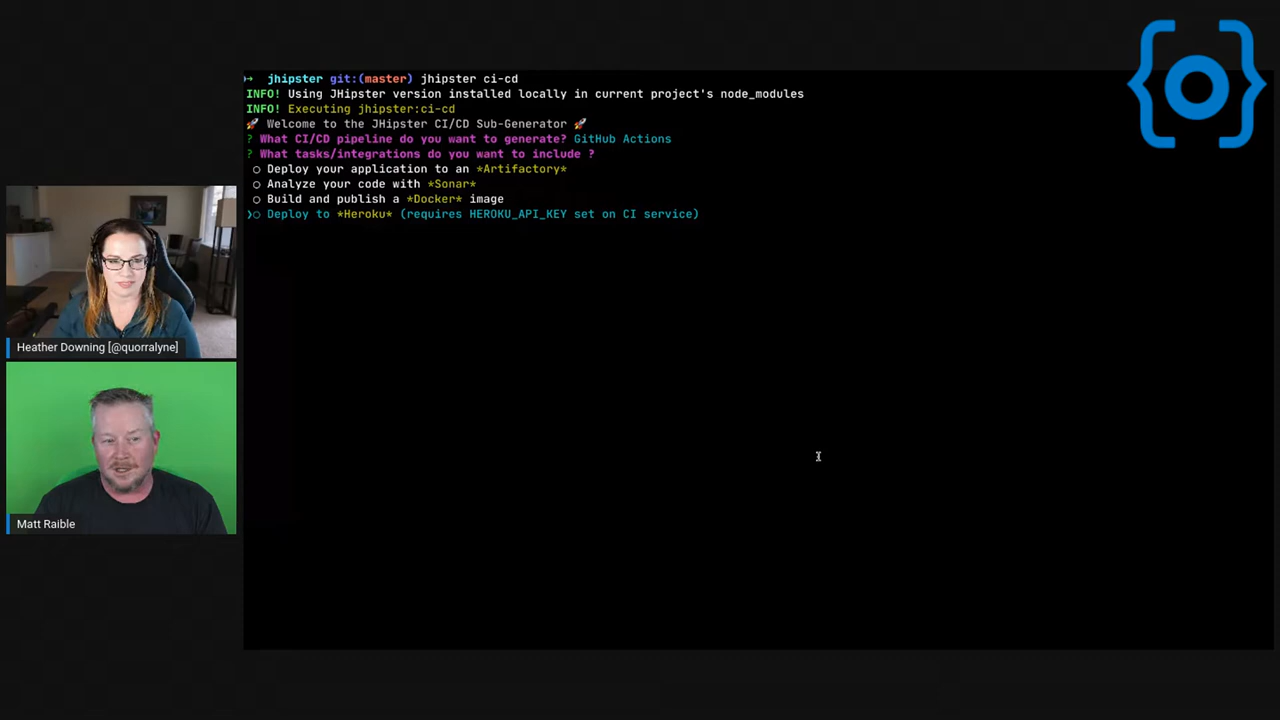 → jhipster git:(master) jhipster ci-cd
INFO! Using JHipster version installed locally in current project's node_modules
INFO! Executing jhipster:ci-cd
🚀 Welcome to the JHipster CI/CD Sub-Generator 🚀
? What CI/CD pipeline do you want to generate? GitHub Actions
? What tasks/integrations do you want to include ?
○ Deploy your application to an *Artifactory*
○ Analyze your code with *Sonar*
○ Build and publish a *Docker* image
❯○ Deploy to *Heroku* (requires HEROKU_API_KEY set on CI service)
Heather Downing [@quorralyne]
Matt Raible